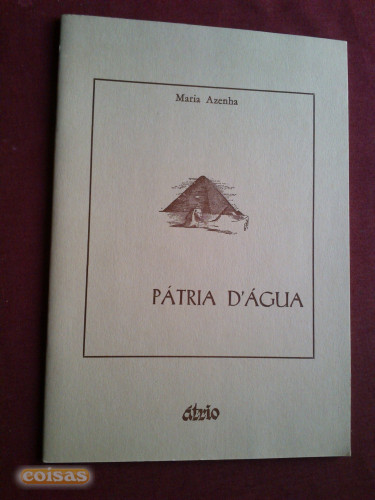 Maria Azenha
PÁTRIA D'ÁGUA
átrio
coisas